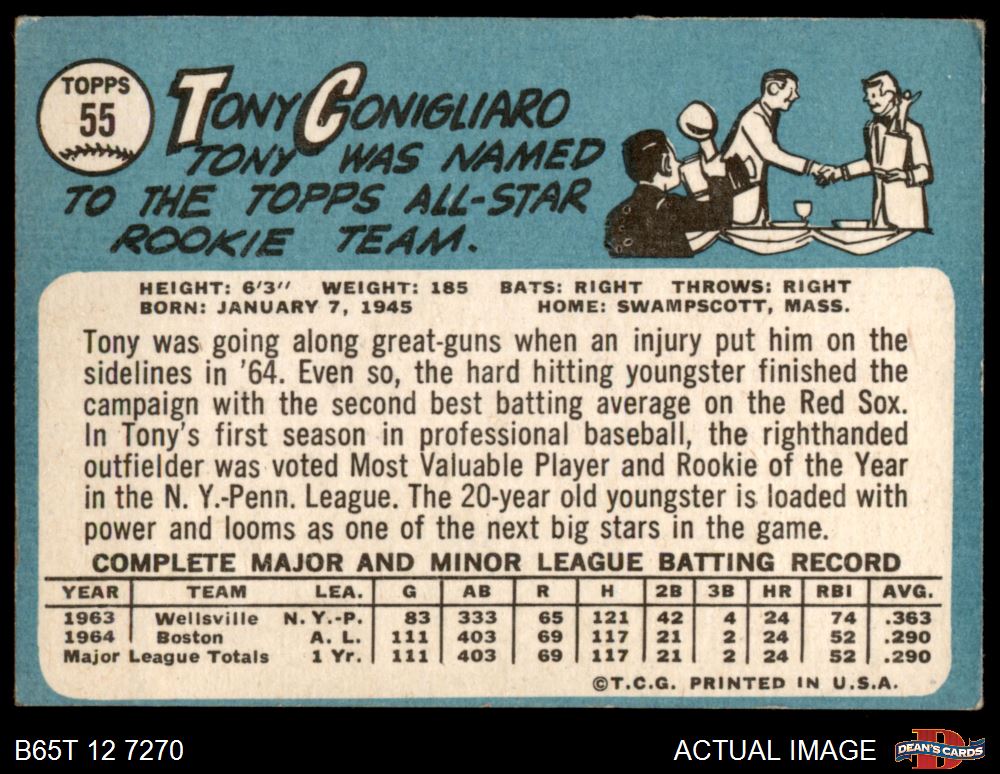 TOPPS
55
TONY CONIGLIARO
TONY WAS NAMED
TO THE TOPPS ALL-STAR
ROOKIE TEAM.
HEIGHT: 6'3" WEIGHT: 185 BATS: RIGHT THROWS: RIGHT
BORN: JANUARY 7, 1945 HOME: SWAMPSCOTT, MASS.
Tony was going along great-guns when an injury put him on the
sidelines in '64. Even so, the hard hitting youngster finished the
campaign with the second best batting average on the Red Sox.
In Tony's first season in professional baseball, the righthanded
outfielder was voted Most Valuable Player and Rookie of the Year
in the N. Y.-Penn. League. The 20-year old youngster is loaded with
power and looms as one of the next big stars in the game.
COMPLETE MAJOR AND MINOR LEAGUE BATTING RECORD
YEAR TEAM LEA. G AB R H 2B 3B HR RBI AVG.
1963 Wellsville N. Y.-P. 83 333 65 121 42 4 24 74 .363
1964 Boston A. L. 111 403 69 117 21 2 24 52 .290
Major League Totals 1 Yr. 111 403 69 117 21 2 24 52 .290
©T.C.G. PRINTED IN U.S.A.
B65T 12 7270
ACTUAL IMAGE
D
DEAN'S CARDS